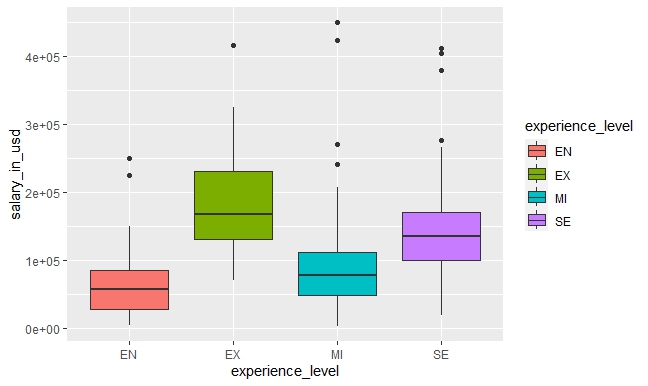 salary_in_usd
4e+05
3e+05
2e+05
1e+05
0e+00
EN EX MI SE
experience_level
experience_level
EN
EX
MI
SE